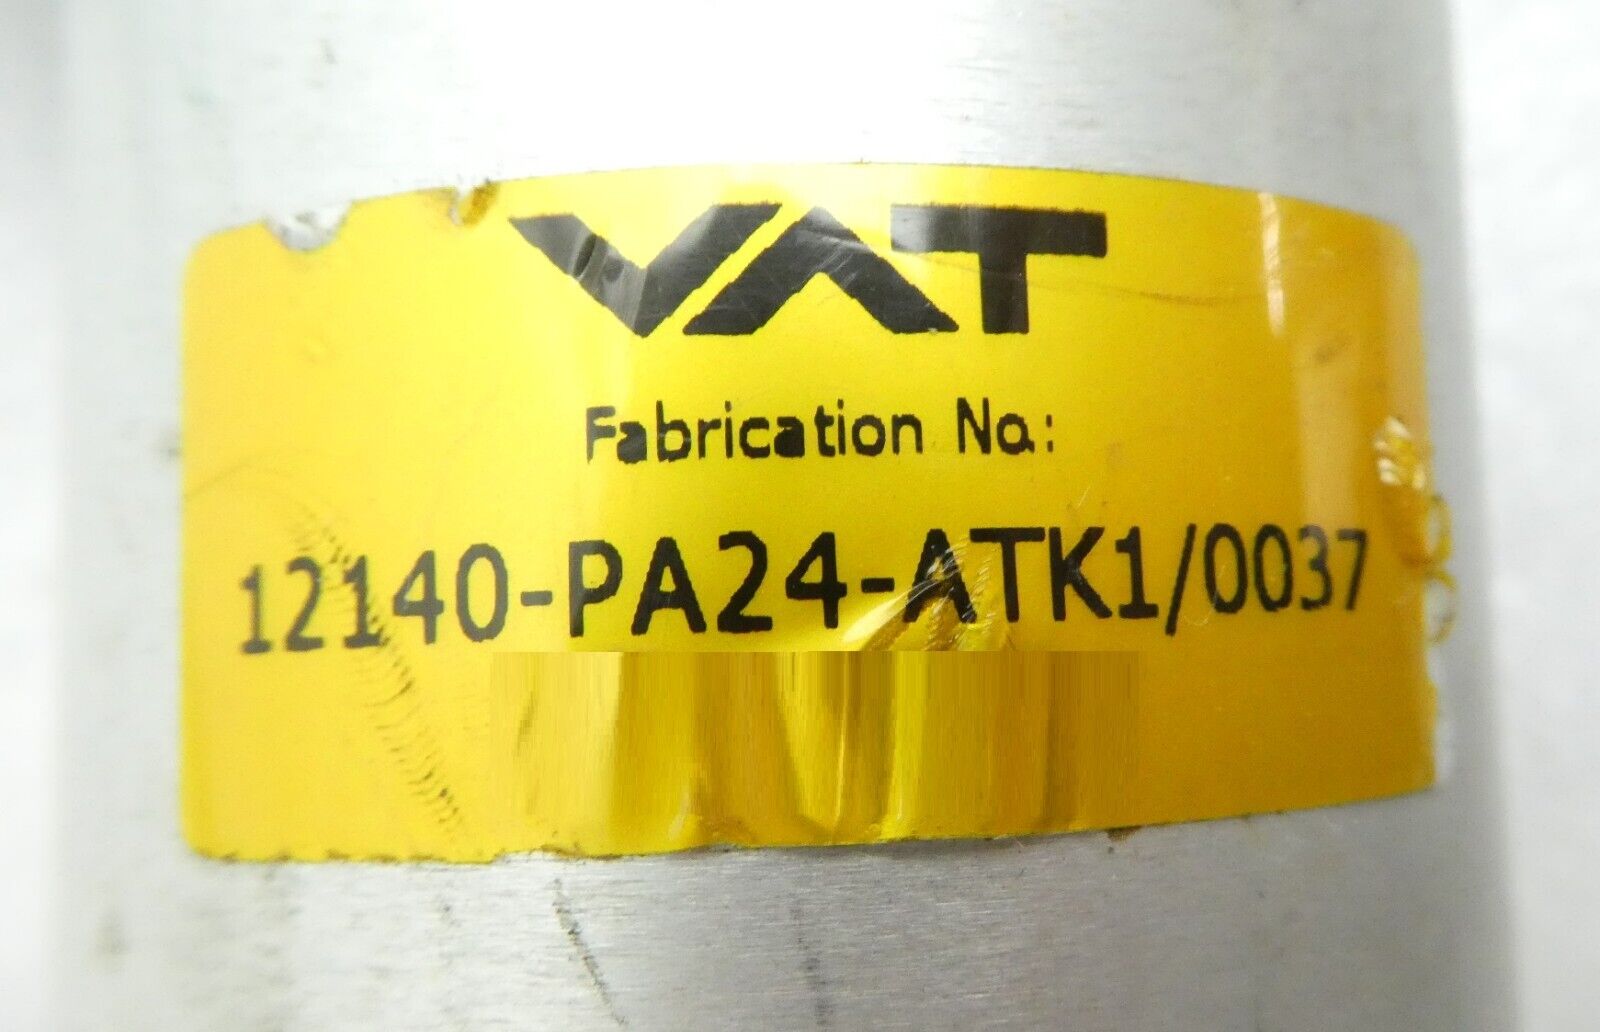 VAT
Fabrication No.:
12140-PA24-ATK1/0037